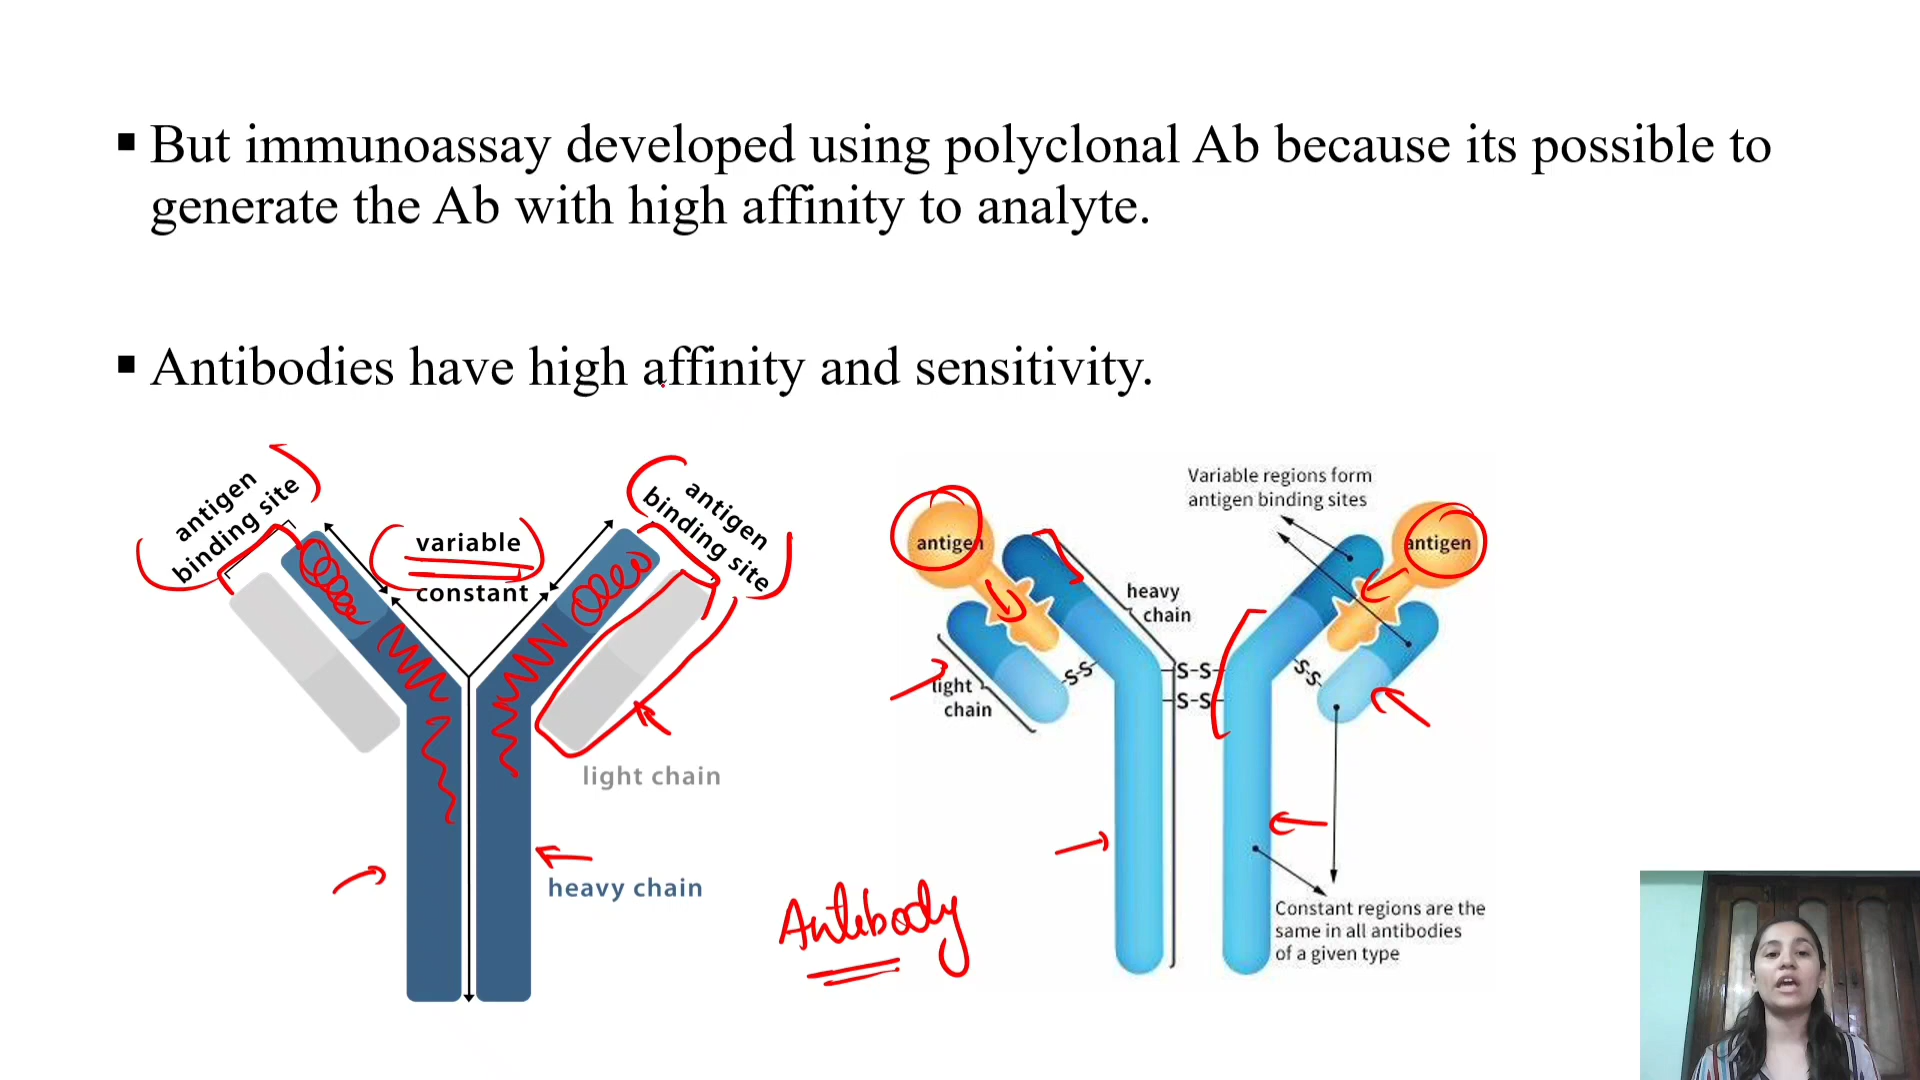 ▪ But immunoassay developed using polyclonal Ab because its possible to
generate the Ab with high affinity to analyte.
▪ Antibodies have high affinity and sensitivity.
antigen
binding site
variable
constant
antigen
binding site
light chain
heavy chain
Antibody
Variable regions form
antigen binding sites
antigen
antigen
heavy
chain
light
chain
-S-S-
S-S-
S-S
-S-S-
Constant regions are the
same in all antibodies
of a given type